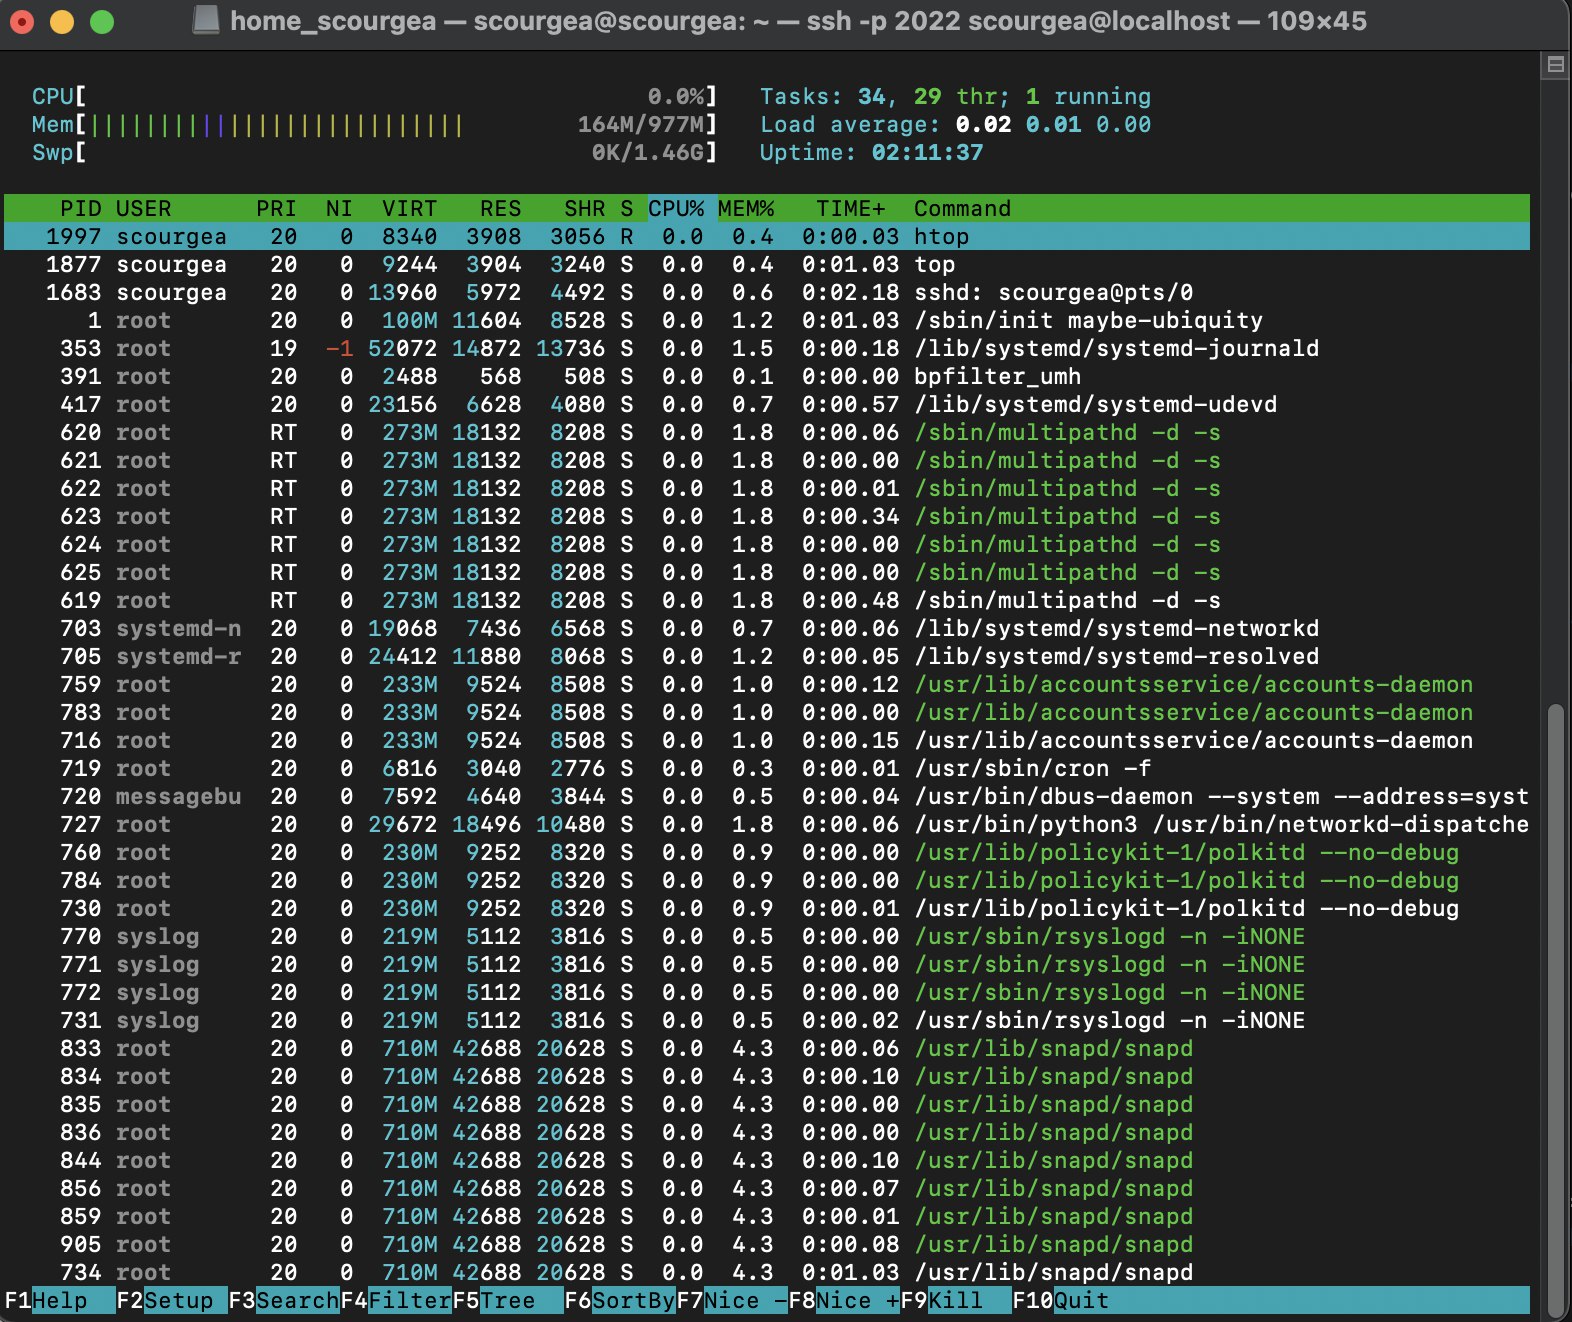 home_scourgea — scourgea@scourgea: ~ — ssh -p 2022 scourgea@localhost — 109×45
CPU[ 0.0%] Tasks: 34, 29 thr; 1 running
Mem[||||||||||||||||||||||||||| 164M/977M] Load average: 0.02 0.01 0.00
Swp[ 0K/1.46G] Uptime: 02:11:37
PID USER PRI NI VIRT RES SHR S CPU% MEM% TIME+ Command
1997 scourgea 20 0 8340 3908 3056 R 0.0 0.4 0:00.03 htop
1877 scourgea 20 0 9244 3904 3240 S 0.0 0.4 0:01.03 top
1683 scourgea 20 0 13960 5972 4492 S 0.0 0.6 0:02.18 sshd: scourgea@pts/0
1 root 20 0 100M 11604 8528 S 0.0 1.2 0:01.03 /sbin/init maybe-ubiquity
353 root 19 -1 52072 14872 13736 S 0.0 1.5 0:00.18 /lib/systemd/systemd-journald
391 root 20 0 2488 568 508 S 0.0 0.1 0:00.00 bpfilter_umh
417 root 20 0 23156 6628 4080 S 0.0 0.7 0:00.57 /lib/systemd/systemd-udevd
620 root RT 0 273M 18132 8208 S 0.0 1.8 0:00.06 /sbin/multipathd -d -s
621 root RT 0 273M 18132 8208 S 0.0 1.8 0:00.00 /sbin/multipathd -d -s
622 root RT 0 273M 18132 8208 S 0.0 1.8 0:00.01 /sbin/multipathd -d -s
623 root RT 0 273M 18132 8208 S 0.0 1.8 0:00.34 /sbin/multipathd -d -s
624 root RT 0 273M 18132 8208 S 0.0 1.8 0:00.00 /sbin/multipathd -d -s
625 root RT 0 273M 18132 8208 S 0.0 1.8 0:00.00 /sbin/multipathd -d -s
619 root RT 0 273M 18132 8208 S 0.0 1.8 0:00.48 /sbin/multipathd -d -s
703 systemd-n 20 0 19068 7436 6568 S 0.0 0.7 0:00.06 /lib/systemd/systemd-networkd
705 systemd-r 20 0 24412 11880 8068 S 0.0 1.2 0:00.05 /lib/systemd/systemd-resolved
759 root 20 0 233M 9524 8508 S 0.0 1.0 0:00.12 /usr/lib/accountsservice/accounts-daemon
783 root 20 0 233M 9524 8508 S 0.0 1.0 0:00.00 /usr/lib/accountsservice/accounts-daemon
716 root 20 0 233M 9524 8508 S 0.0 1.0 0:00.15 /usr/lib/accountsservice/accounts-daemon
719 root 20 0 6816 3040 2776 S 0.0 0.3 0:00.01 /usr/sbin/cron -f
720 messagebu 20 0 7592 4640 3844 S 0.0 0.5 0:00.04 /usr/bin/dbus-daemon --system --address=syst
727 root 20 0 29672 18496 10480 S 0.0 1.8 0:00.06 /usr/bin/python3 /usr/bin/networkd-dispatche
760 root 20 0 230M 9252 8320 S 0.0 0.9 0:00.00 /usr/lib/policykit-1/polkitd --no-debug
784 root 20 0 230M 9252 8320 S 0.0 0.9 0:00.00 /usr/lib/policykit-1/polkitd --no-debug
730 root 20 0 230M 9252 8320 S 0.0 0.9 0:00.01 /usr/lib/policykit-1/polkitd --no-debug
770 syslog 20 0 219M 5112 3816 S 0.0 0.5 0:00.00 /usr/sbin/rsyslogd -n -iNONE
771 syslog 20 0 219M 5112 3816 S 0.0 0.5 0:00.00 /usr/sbin/rsyslogd -n -iNONE
772 syslog 20 0 219M 5112 3816 S 0.0 0.5 0:00.00 /usr/sbin/rsyslogd -n -iNONE
731 syslog 20 0 219M 5112 3816 S 0.0 0.5 0:00.02 /usr/sbin/rsyslogd -n -iNONE
833 root 20 0 710M 42688 20628 S 0.0 4.3 0:00.06 /usr/lib/snapd/snapd
834 root 20 0 710M 42688 20628 S 0.0 4.3 0:00.10 /usr/lib/snapd/snapd
835 root 20 0 710M 42688 20628 S 0.0 4.3 0:00.00 /usr/lib/snapd/snapd
836 root 20 0 710M 42688 20628 S 0.0 4.3 0:00.00 /usr/lib/snapd/snapd
844 root 20 0 710M 42688 20628 S 0.0 4.3 0:00.10 /usr/lib/snapd/snapd
856 root 20 0 710M 42688 20628 S 0.0 4.3 0:00.07 /usr/lib/snapd/snapd
859 root 20 0 710M 42688 20628 S 0.0 4.3 0:00.01 /usr/lib/snapd/snapd
905 root 20 0 710M 42688 20628 S 0.0 4.3 0:00.08 /usr/lib/snapd/snapd
734 root 20 0 710M 42688 20628 S 0.0 4.3 0:01.03 /usr/lib/snapd/snapd
F1Help F2Setup F3SearchF4FilterF5Tree F6SortByF7Nice -F8Nice +F9Kill F10Quit